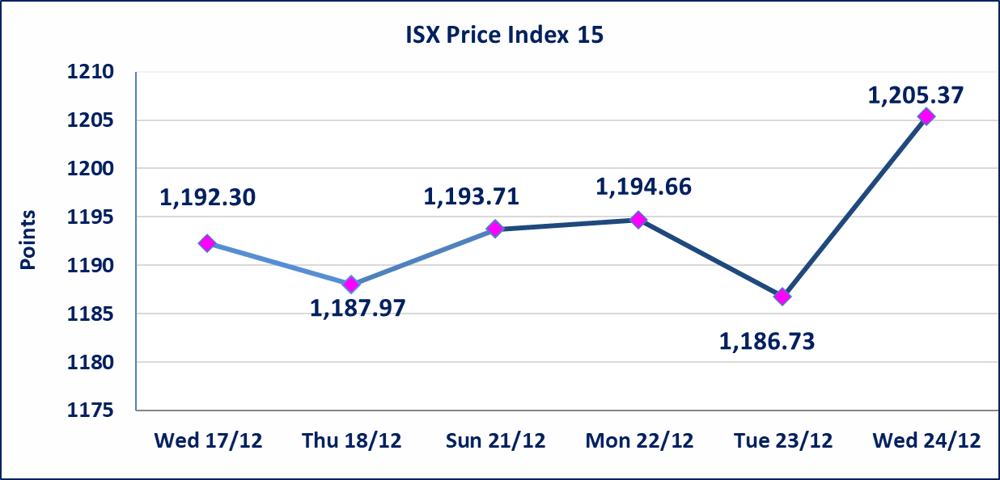 ISX Price Index 15
1210
1205
1200
1195
1190
1185
1180
1175
Points
1,192.30
1,187.97
1,193.71
1,194.66
1,186.73
1,205.37
Wed 17/12
Thu 18/12
Sun 21/12
Mon 22/12
Tue 23/12
Wed 24/12